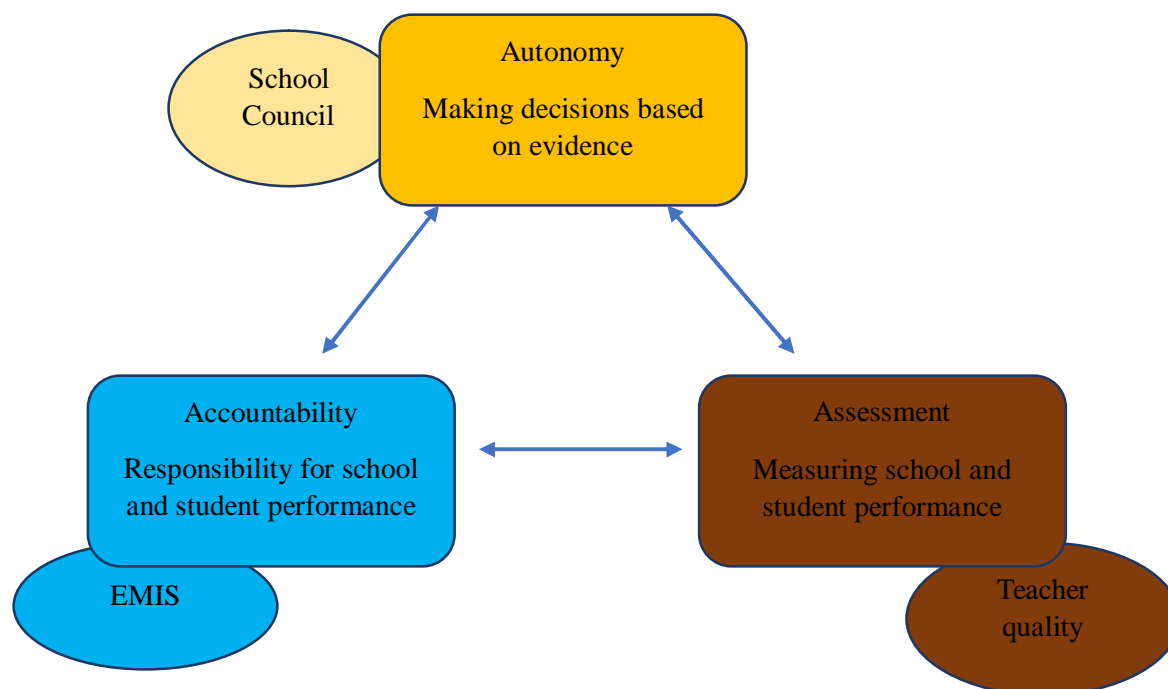 School
Council
Autonomy
Making decisions based
on evidence
Accountability
Responsibility for school
and student performance
Assessment
Measuring school and
student performance
EMIS
Teacher
quality